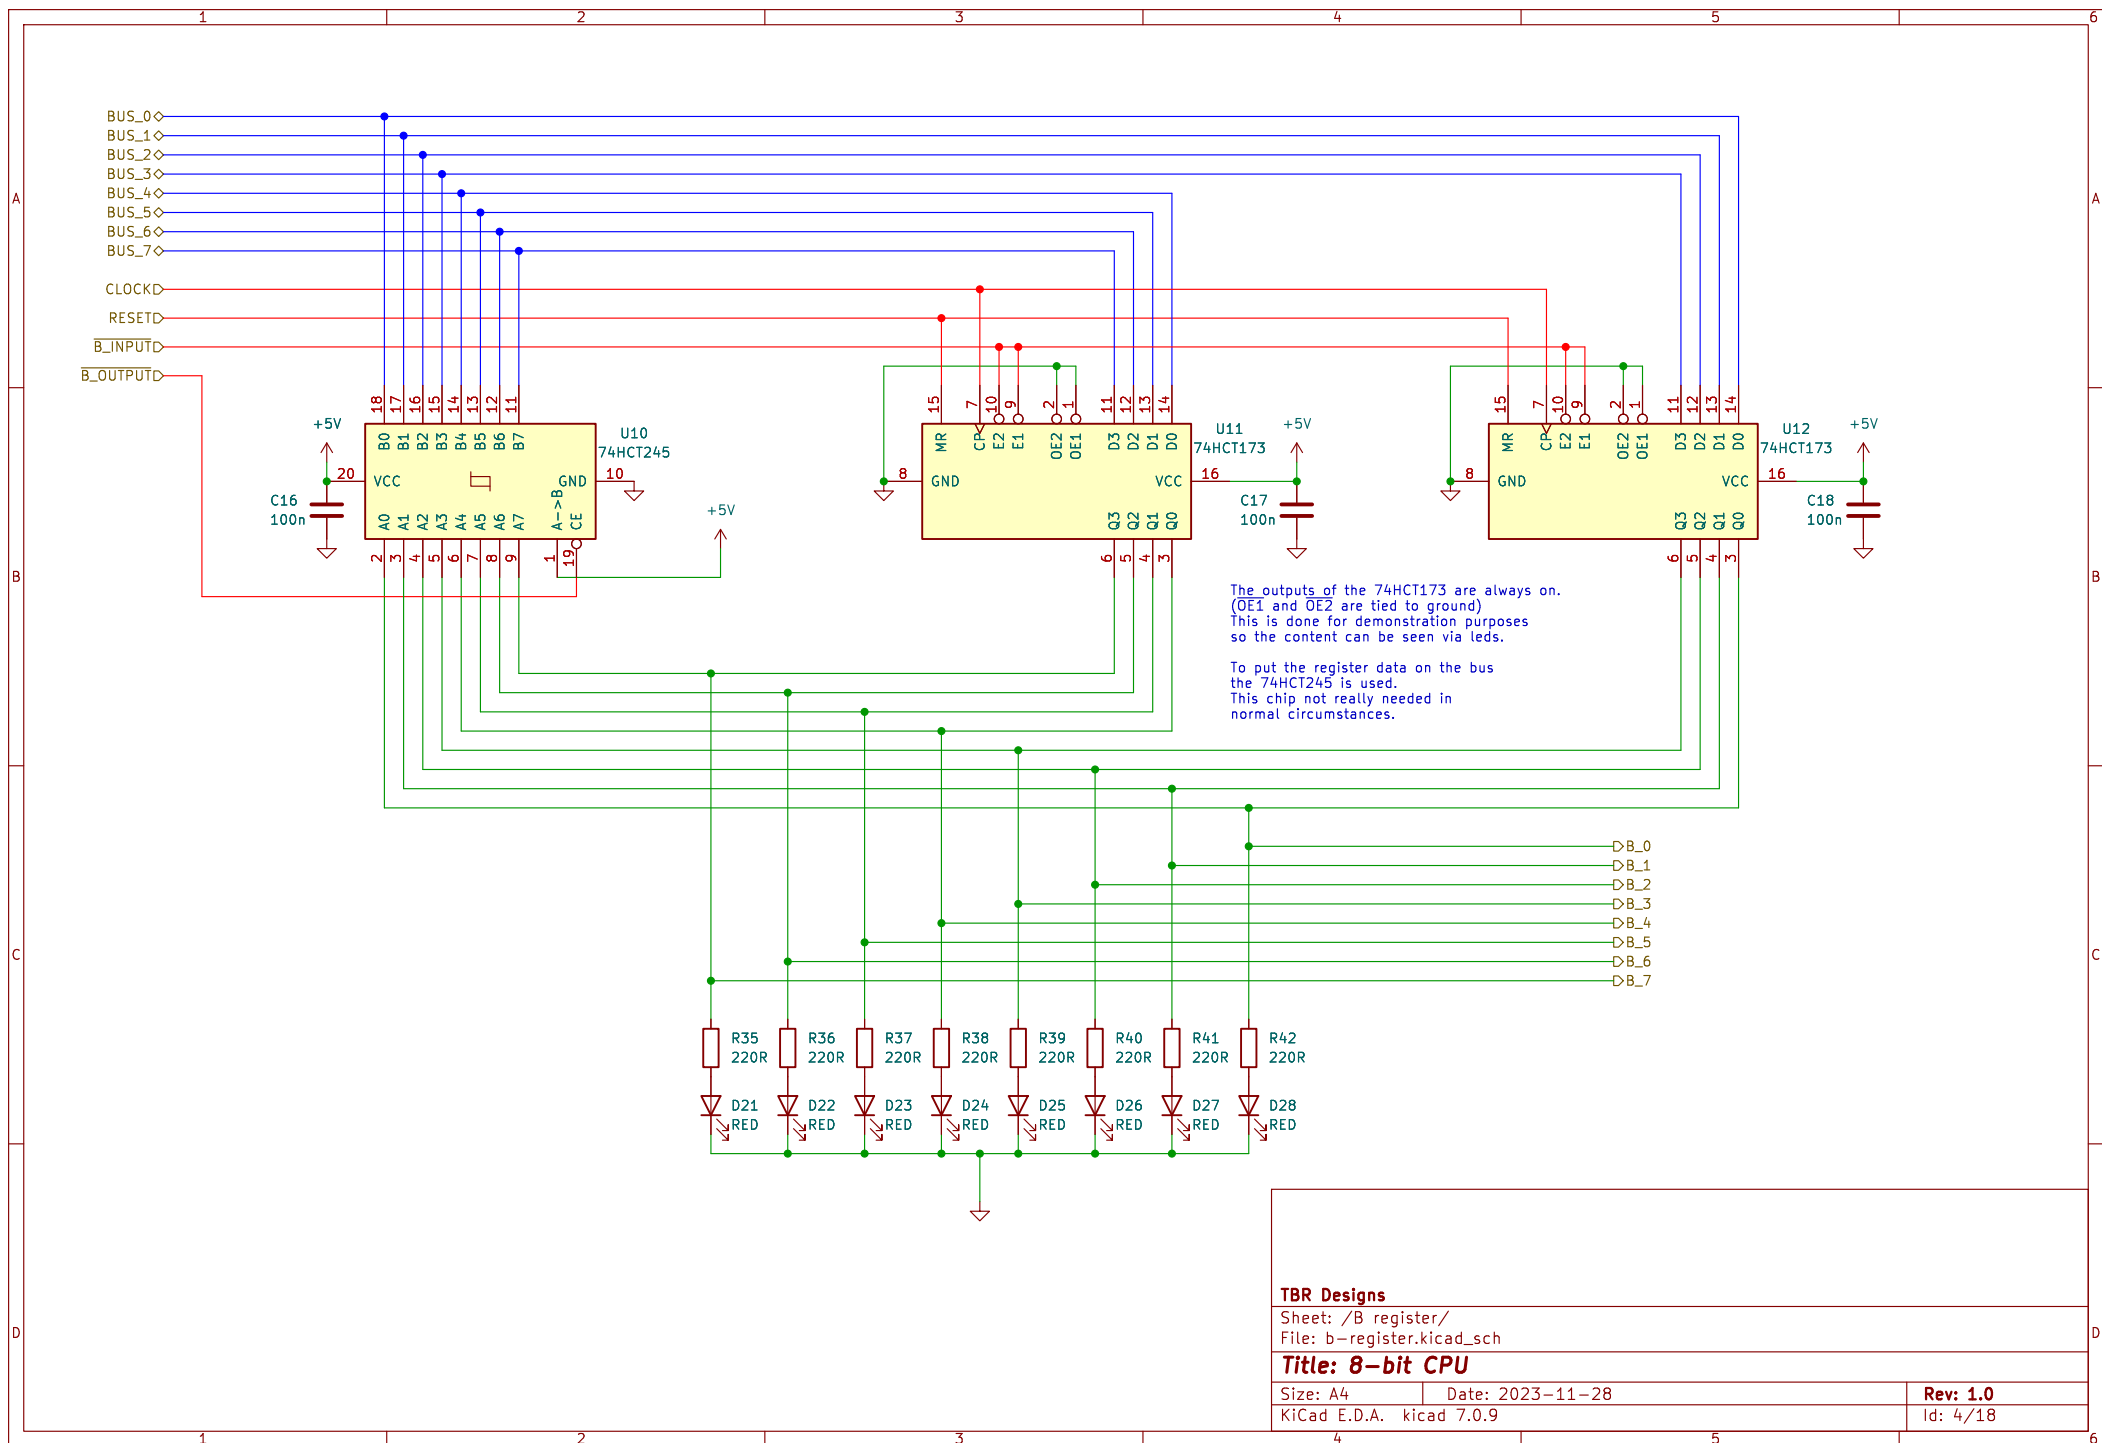 1 2 3 4 5 6
BUS_0
BUS_1
BUS_2
BUS_3
BUS_4
BUS_5
BUS_6
BUS_7
A A
CLOCK
RESET
B_INPUT
B_OUTPUT
18 17 16 15 14 13 12 11
15 7 10 9 2 1 11 12 13 14
15 7 10 9 2 1 11 12 13 14
+5V
B0 B1 B2 B3 B4 B5 B6 B7
U10
74HCT245
20 VCC
GND 10
A0 A1 A2 A3 A4 A5 A6 A7 A->B CE
2 3 4 5 6 7 8 9 1 19
C16
100n
+5V
MR CP E2 E1 OE2 OE1 D3 D2 D1 D0
U11
74HCT173
+5V
8 GND
VCC 16
Q3 Q2 Q1 Q0
6 5 4 3
C17
100n
MR CP E2 E1 OE2 OE1 D3 D2 D1 D0
U12
74HCT173
+5V
8 GND
VCC 16
Q3 Q2 Q1 Q0
6 5 4 3
C18
100n
B B
The outputs of the 74HCT173 are always on.
(OE1 and OE2 are tied to ground)
This is done for demonstration purposes
so the content can be seen via leds.
To put the register data on the bus
the 74HCT245 is used.
This chip not really needed in
normal circumstances.
B_0
B_1
B_2
B_3
B_4
B_5
B_6
B_7
C C
R35 R36 R37 R38 R39 R40 R41 R42
220R 220R 220R 220R 220R 220R 220R 220R
D21 D22 D23 D24 D25 D26 D27 D28
RED RED RED RED RED RED RED RED
TBR Designs
Sheet: /B register/
File: b-register.kicad_sch
D D
Title: 8-bit CPU
Size: A4 Date: 2023-11-28 Rev: 1.0
KiCad E.D.A. kicad 7.0.9 Id: 4/18
1 2 3 4 5 6